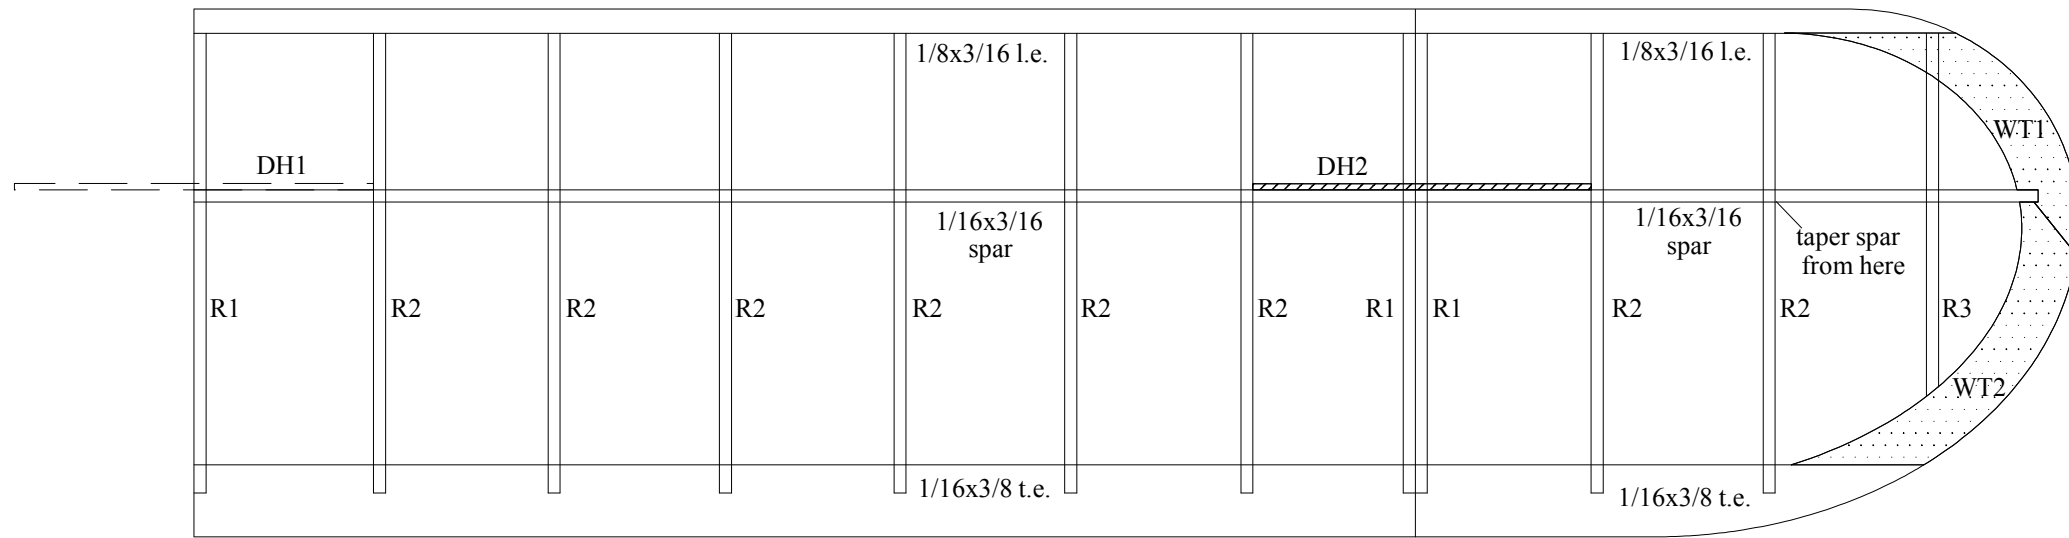 1/8x3/16 l.e.
1/8x3/16 l.e.
WT1
DH1
DH2
1/16x3/16
spar
1/16x3/16
spar
taper spar
from here
R1
R2
R2
R2
R2
R2
R2
R1
R1
R2
R2
R3
WT2
1/16x3/8 t.e.
1/16x3/8 t.e.